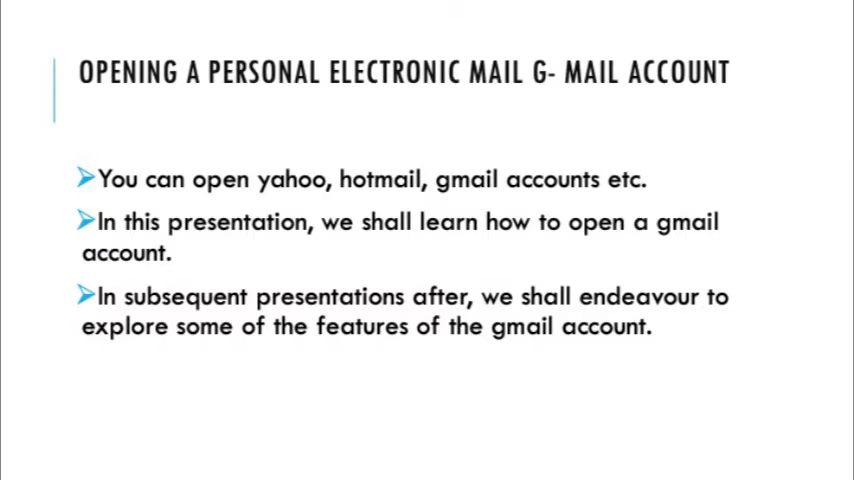 OPENING A PERSONAL ELECTRONIC MAIL G- MAIL ACCOUNT
You can open yahoo, hotmail, gmail accounts etc.
In this presentation, we shall learn how to open a gmail
account.
In subsequent presentations after, we shall endeavour to
explore some of the features of the gmail account.